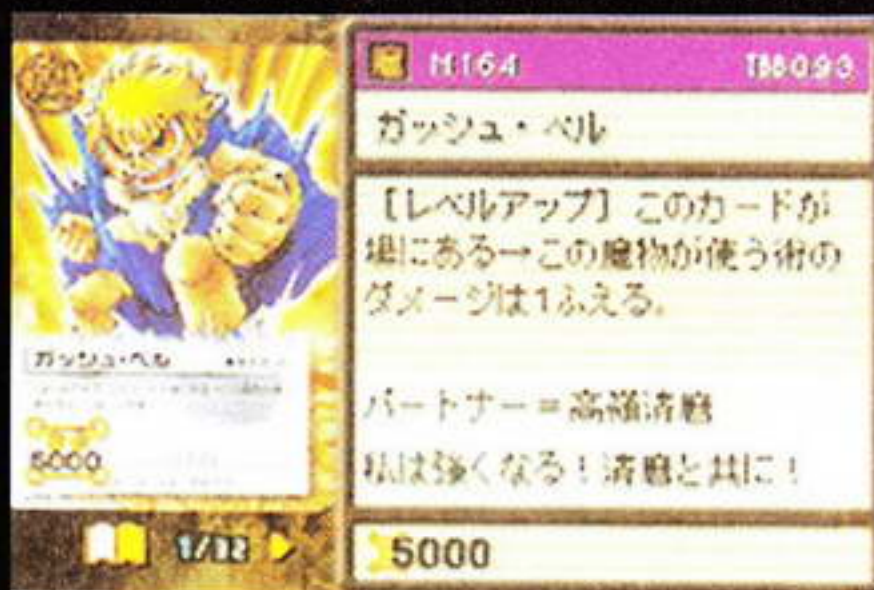 M164
ガッシュ・ベル
【レベルアップ】このカードが
場にある→この魔物が使う術の
ダメージは1ふえる。
パートナー=高嶺清麿
私は強くなる！清麿と共に！
5000
ガッシュ・ベル
5000